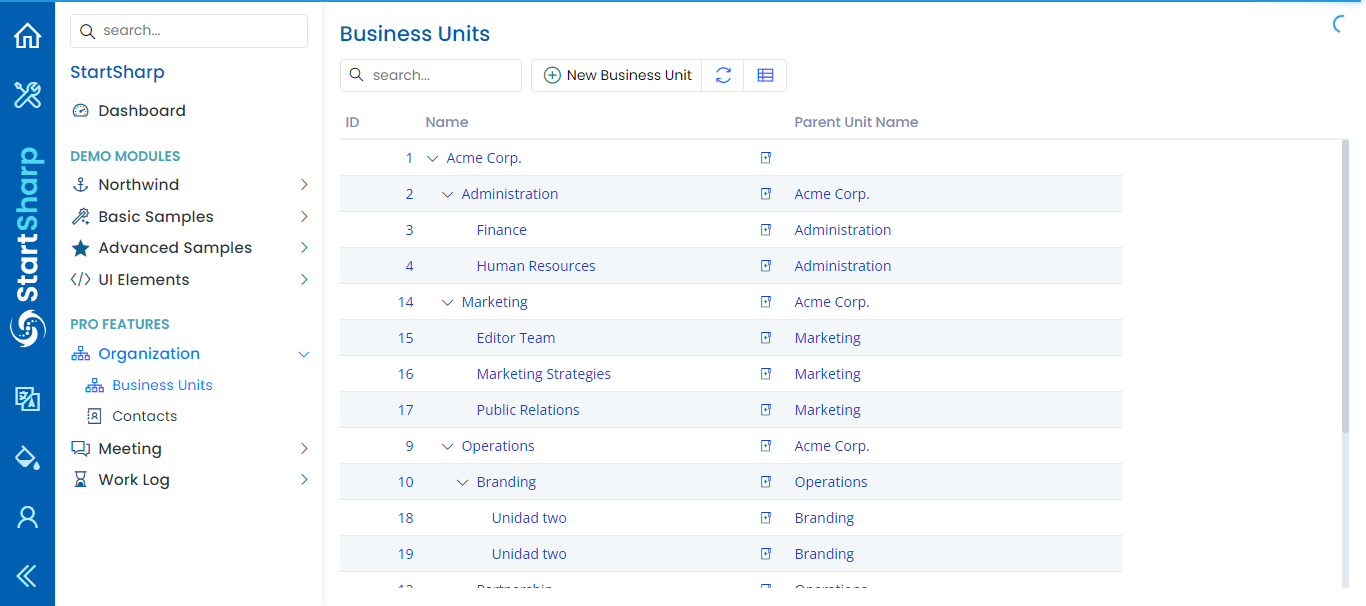 StartSharp
search...
StartSharp
Dashboard
DEMO MODULES
Northwind
Basic Samples
Advanced Samples
UI Elements
PRO FEATURES
Organization
Business Units
Contacts
Meeting
Work Log
Business Units
search...
New Business Unit
ID Name Parent Unit Name
1 Acme Corp.
2 Administration Acme Corp.
3 Finance Administration
4 Human Resources Administration
14 Marketing Acme Corp.
15 Editor Team Marketing
16 Marketing Strategies Marketing
17 Public Relations Marketing
9 Operations Acme Corp.
10 Branding Operations
18 Unidad two Branding
19 Unidad two Branding
Partnership Operations